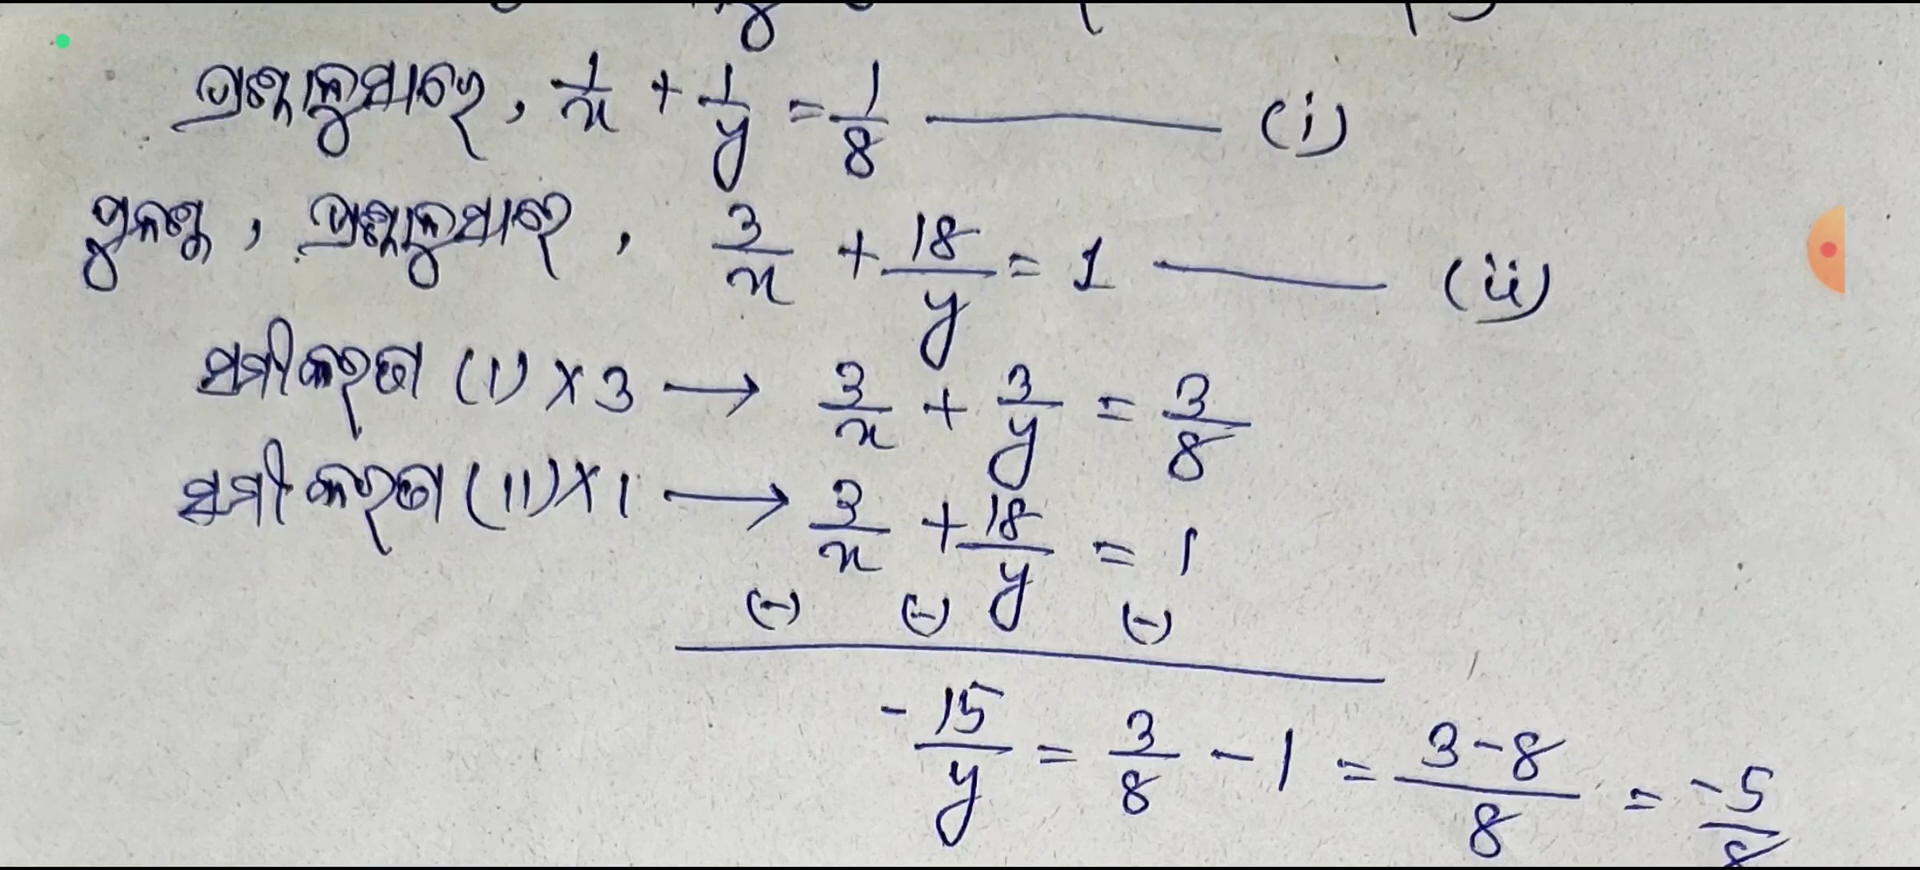 ପ୍ରଶ୍ନାନୁସାରେ, 1/x + 1/y = 1/8 ——— (i)
ପୁନଶ୍ଚ, ପ୍ରଶ୍ନାନୁସାରେ, 3/x + 18/y = 1 ——— (ii)
ସମୀକରଣ (i) × 3 → 3/x + 3/y = 3/8
ସମୀକରଣ (ii) × 1 → 3/x + 18/y = 1
(-) (-) (-)
-15/y = 3/8 - 1 = 3-8/8 = -5/8